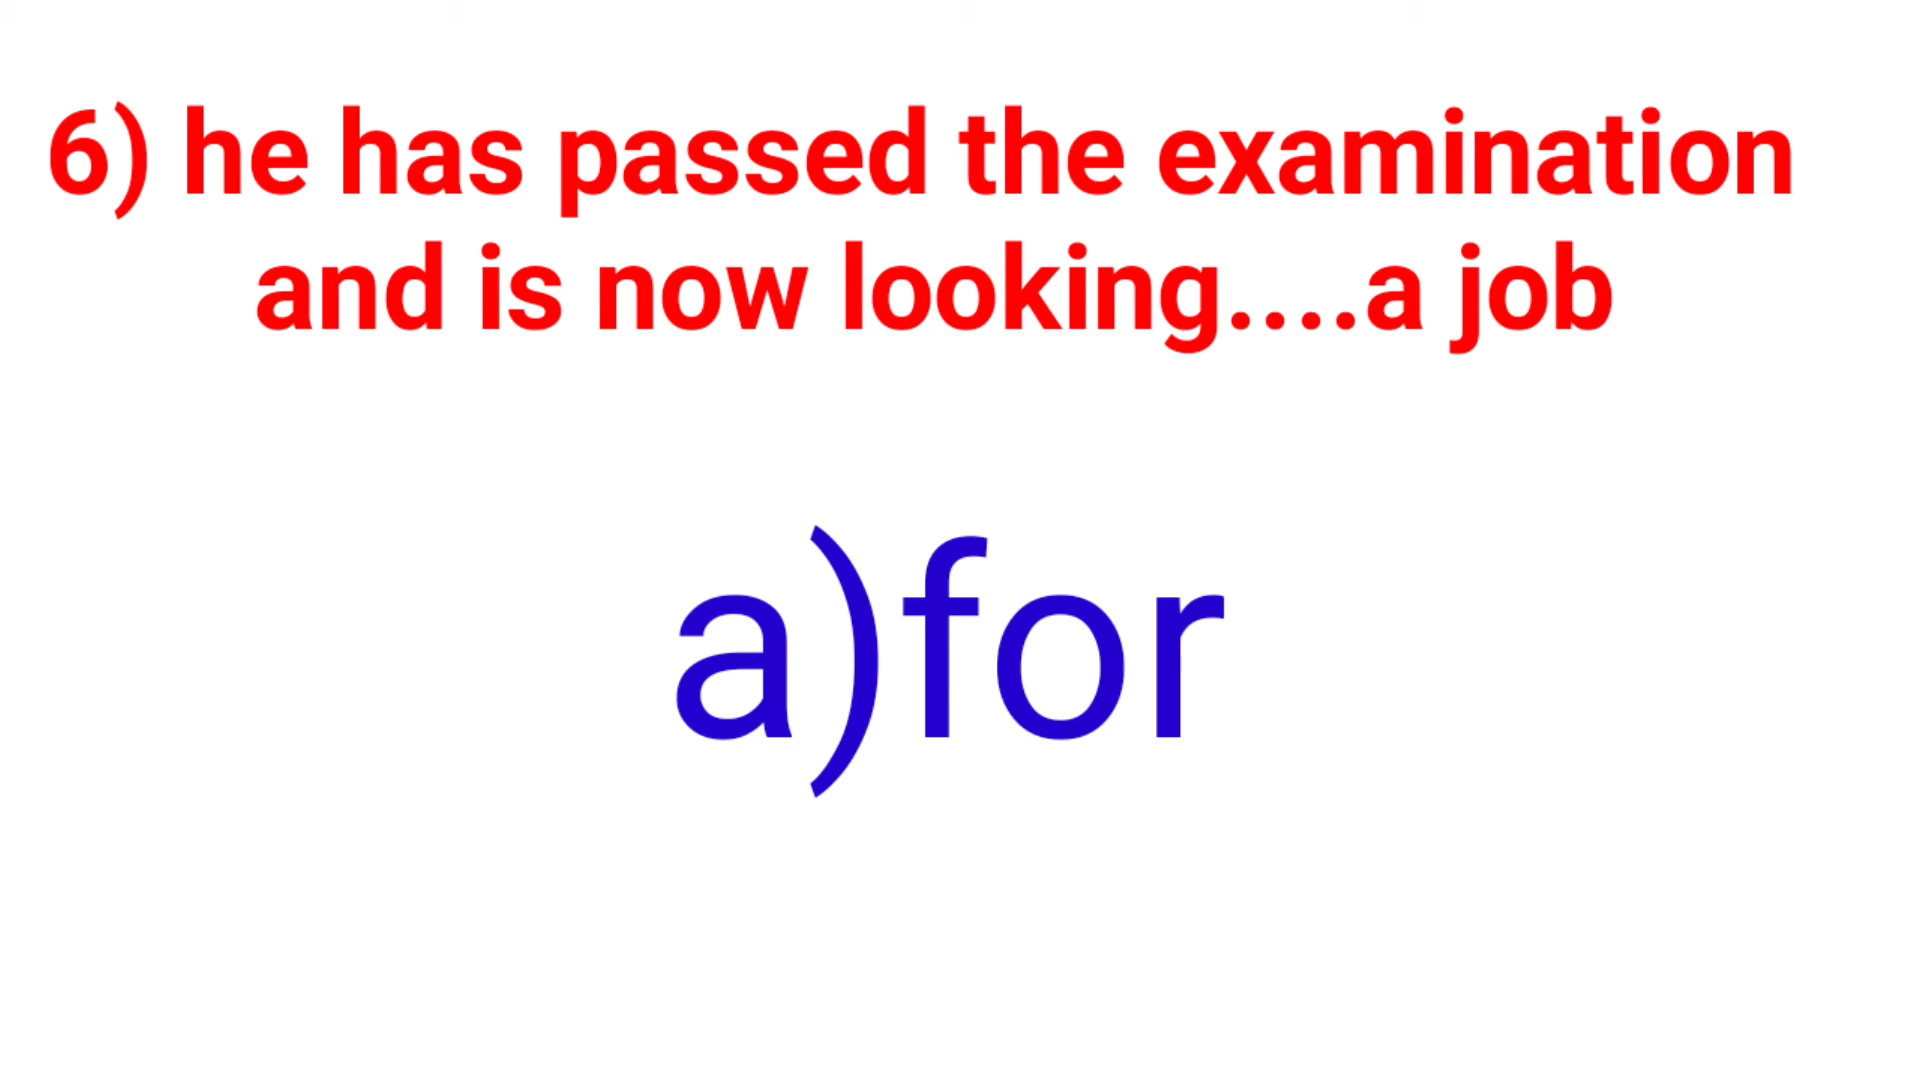 6) he has passed the examination
and is now looking....a job
a)for